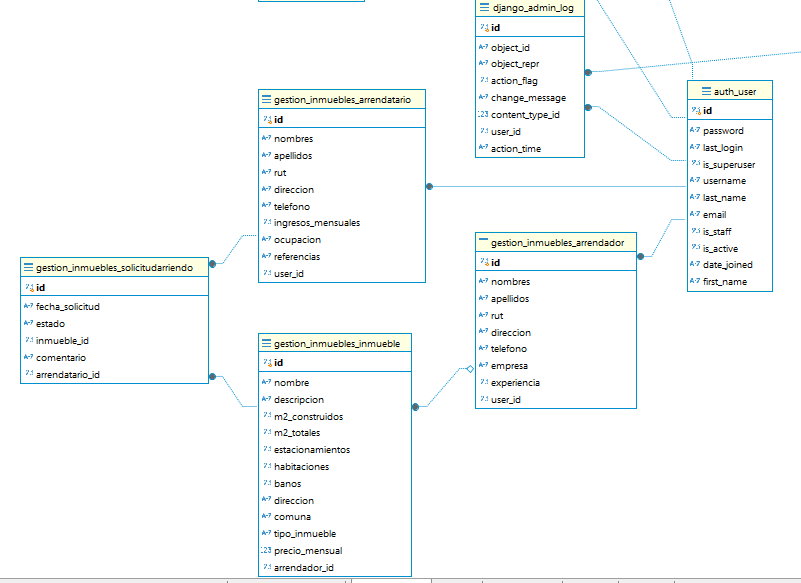 django_admin_log
id
object_id
object_repr
action_flag
change_message
content_type_id
user_id
action_time
auth_user
id
password
last_login
is_superuser
username
last_name
email
is_staff
is_active
date_joined
first_name
gestion_inmuebles_arrendatario
id
nombres
apellidos
rut
direccion
telefono
ingresos_mensuales
ocupacion
referencias
user_id
gestion_inmuebles_arrendador
id
nombres
apellidos
rut
direccion
telefono
empresa
experiencia
user_id
gestion_inmuebles_solicitudarriendo
id
fecha_solicitud
estado
inmueble_id
comentario
arrendatario_id
gestion_inmuebles_inmueble
id
nombre
descripcion
m2_construidos
m2_totales
estacionamientos
habitaciones
banos
direccion
comuna
tipo_inmueble
123 precio_mensual
arrendador_id